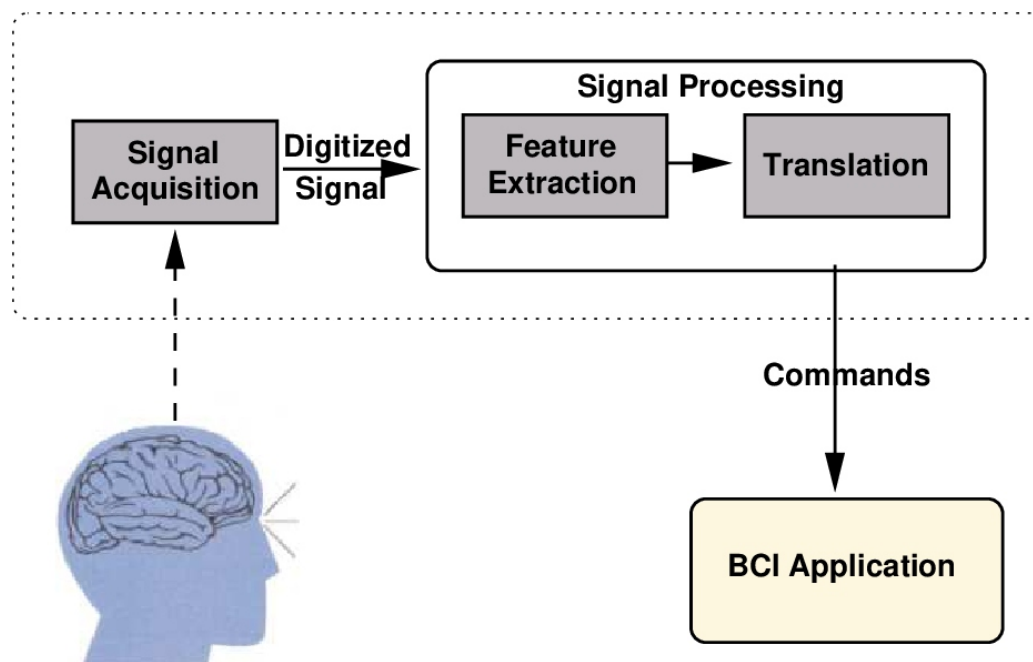 Signal Processing
Signal
Acquisition
Digitized
Signal
Feature
Extraction
Translation
Commands
BCI Application